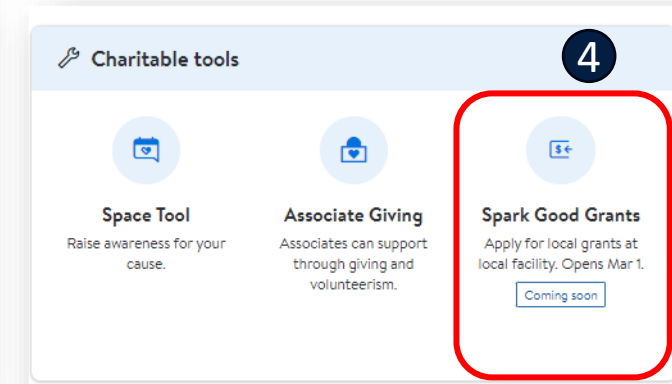 Charitable tools
4
Space Tool
Raise awareness for your
cause.
Associate Giving
Associates can support
through giving and
volunteerism.
Spark Good Grants
Apply for local grants at
local facility. Opens Mar 1.
Coming soon